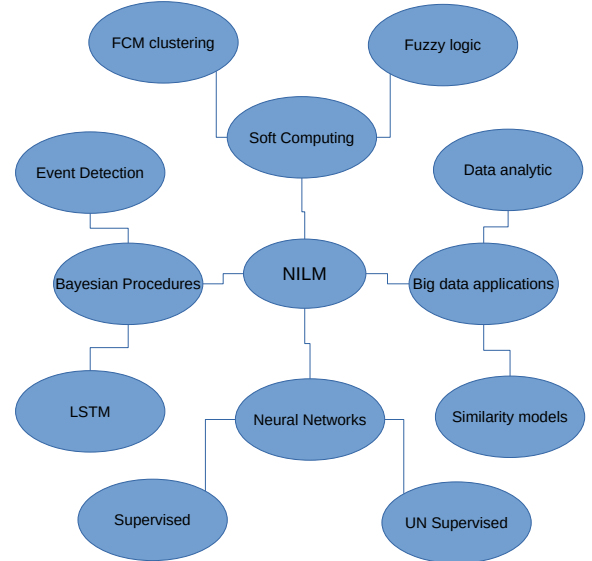 FCM clustering
Fuzzy logic
Soft Computing
Event Detection
Data analytic
Bayesian Procedures
NILM
Big data applications
LSTM
Neural Networks
Similarity models
Supervised
UN Supervised